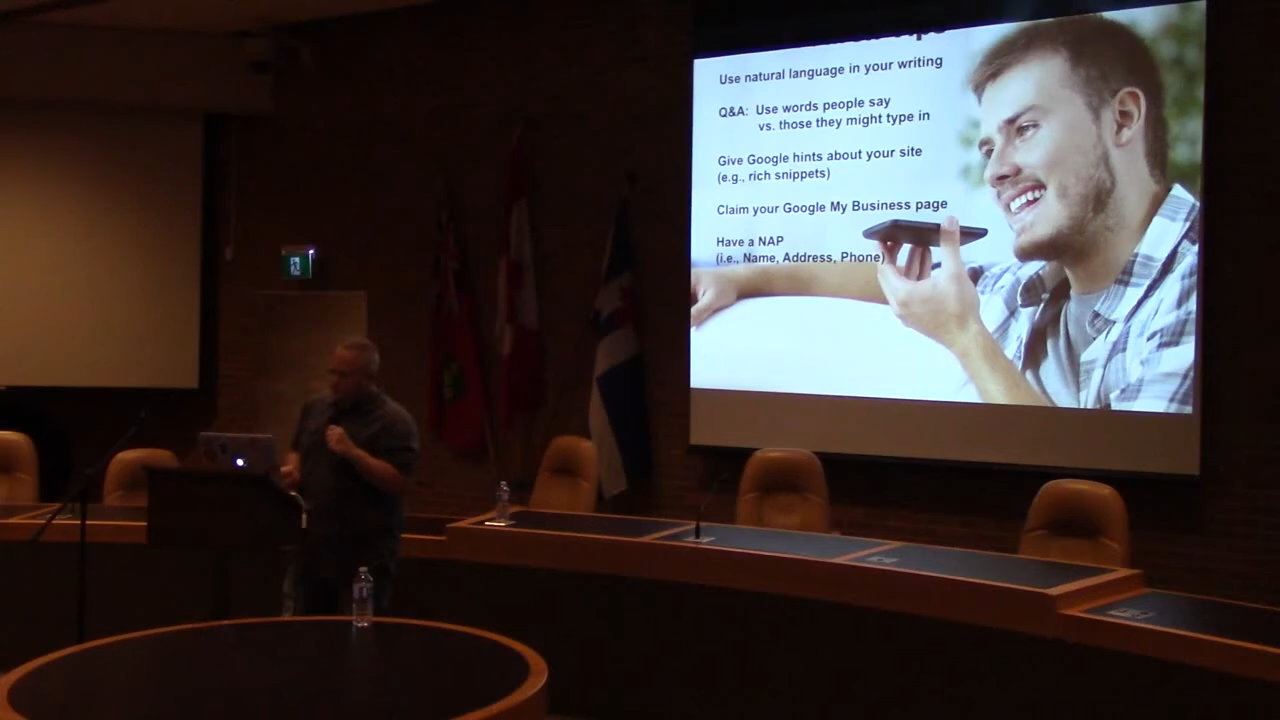 Use natural language in your writing
Q&A: Use words people say
vs. those they might type in
Give Google hints about your site
(e.g., rich snippets)
Claim your Google My Business page
Have a NAP
(i.e., Name, Address, Phone)